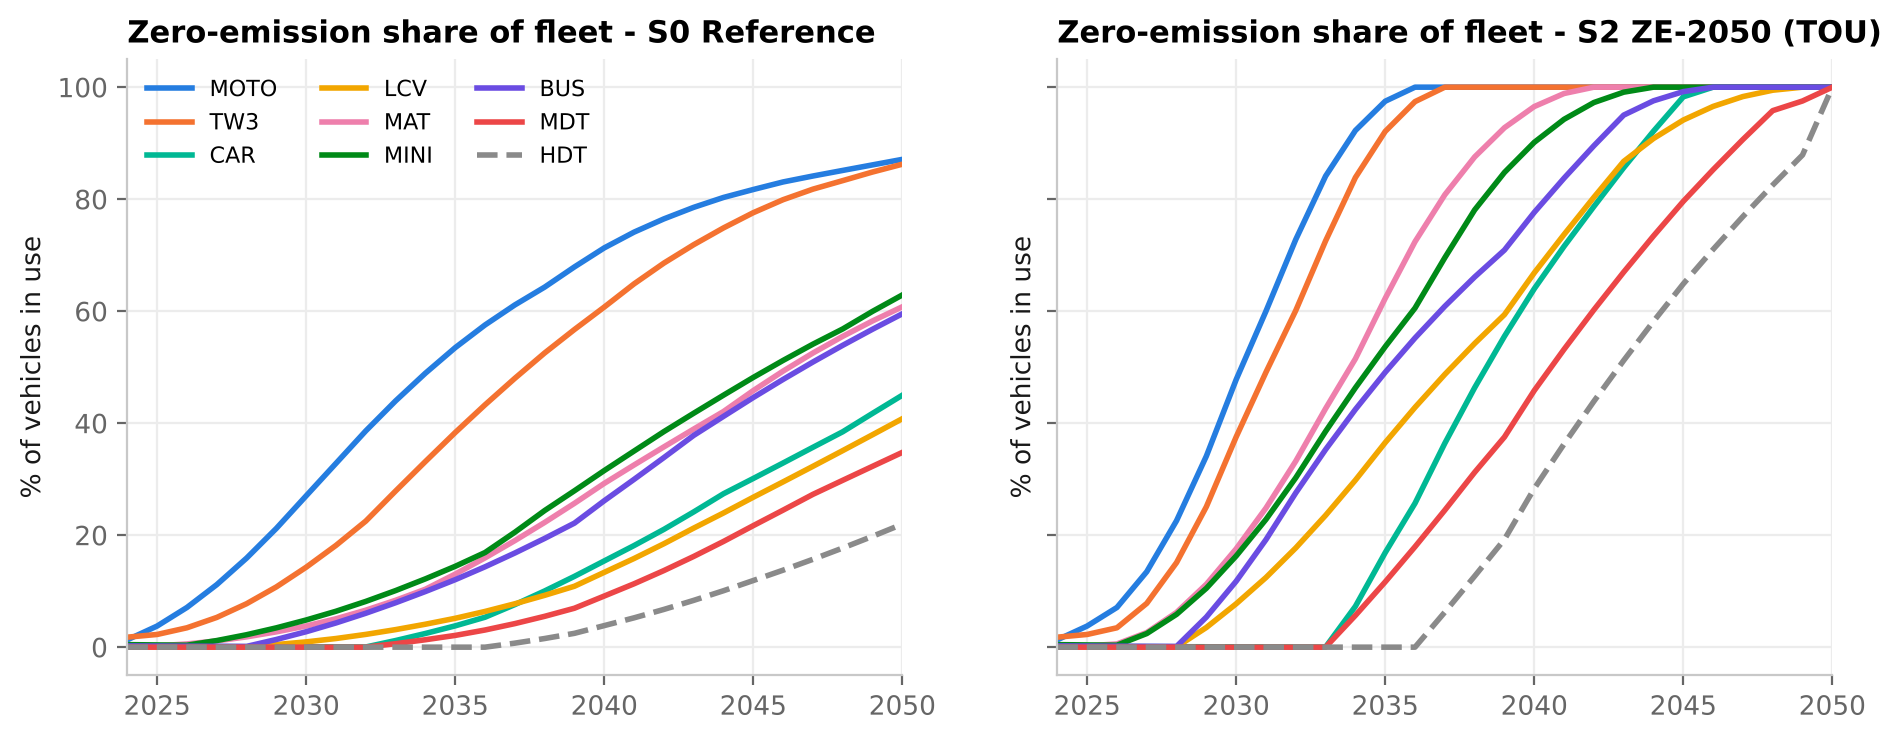 Zero-emission share of fleet - S0 Reference
% of vehicles in use
100
80
60
40
20
0
MOTO LCV BUS
TW3 MAT MDT
CAR MINI HDT
2025 2030 2035 2040 2045 2050
Zero-emission share of fleet - S2 ZE-2050 (TOU)
% of vehicles in use
2025 2030 2035 2040 2045 2050